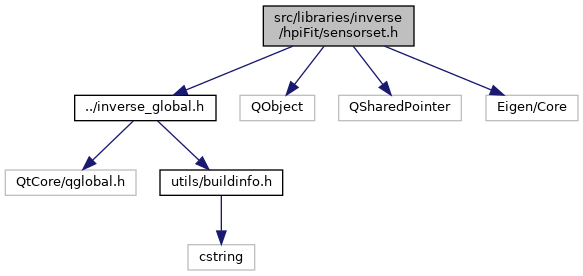 src/libraries/inverse
/hpiFit/sensorset.h
../inverse_global.h
QObject
QSharedPointer
Eigen/Core
QtCore/qglobal.h
utils/buildinfo.h
cstring